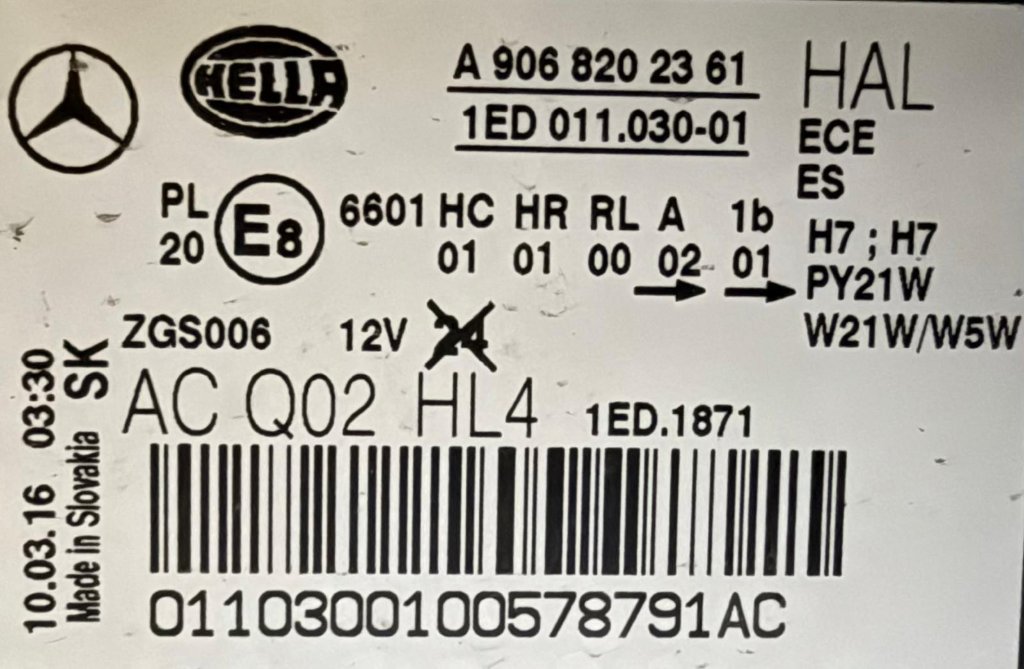 HELLA
A 906 820 23 61
1ED 011.030-01
HAL
ECE
ES
PL
20
E8
6601 HC HR RL A 1b
01 01 00 02 01
H7 ; H7
PY21W
W21W/W5W
ZGS006 12V 24
AC Q02 HL4 1ED.1871
10.03.16 03:30
Made in Slovakia SK
0110300100578791AC